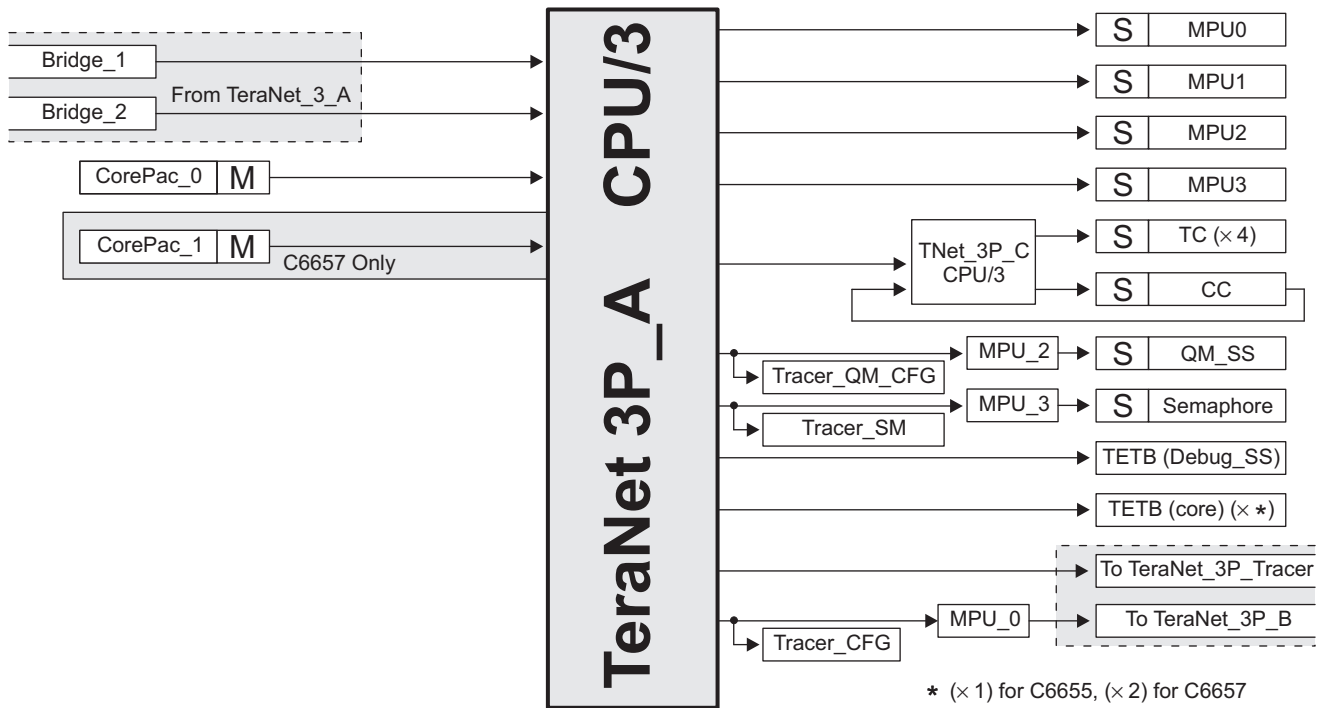 Bridge_1
From TeraNet_3_A
Bridge_2
CorePac_0 M
CorePac_1 M
C6657 Only
TeraNet 3P_A CPU/3
S MPU0
S MPU1
S MPU2
S MPU3
TNet_3P_C
CPU/3
S TC (× 4)
S CC
MPU_2
S QM_SS
Tracer_QM_CFG
MPU_3
S Semaphore
Tracer_SM
TETB (Debug_SS)
TETB (core) (× *)
To TeraNet_3P_Tracer
MPU_0
To TeraNet_3P_B
Tracer_CFG
* (× 1) for C6655, (× 2) for C6657